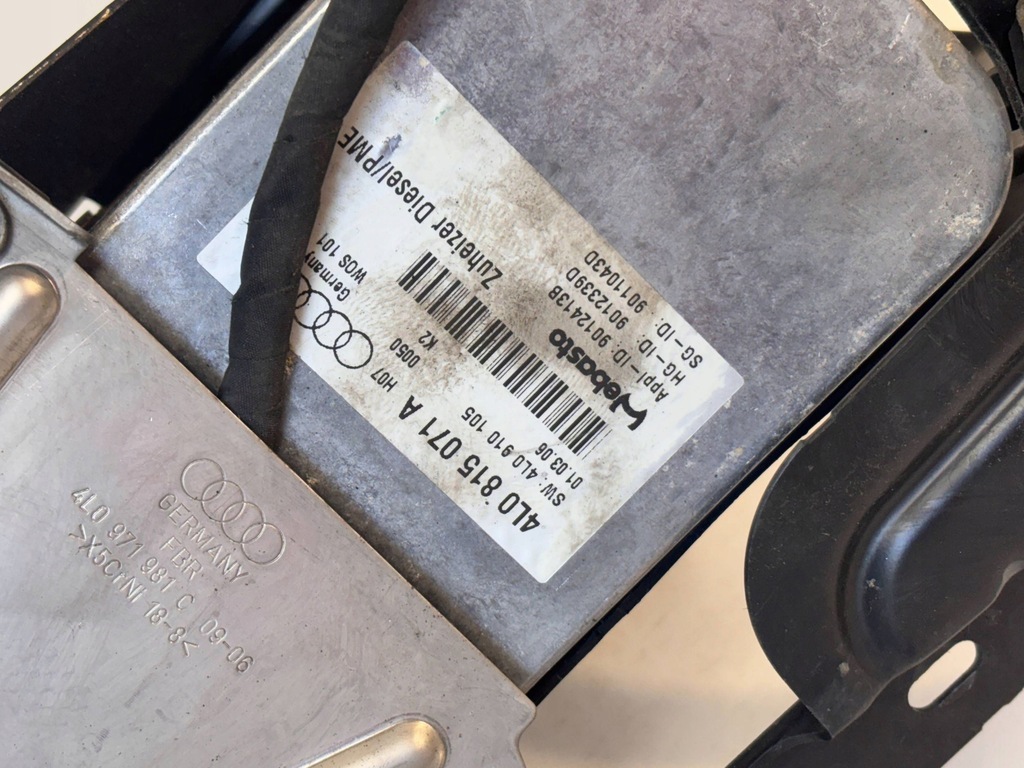 4L0 815 071 A
SW: 4L0 910 105
01.03.06
H07
0050
K2
WOS 101
Germany
Zuheizer Diesel/PME
Webasto
Appl-ID: 9012413B
HG-ID: 9012339D
SG-ID: 9011043D
GERMANY
FBR
4L0 971 981 C 09-06
>X5CrNI 18-8<